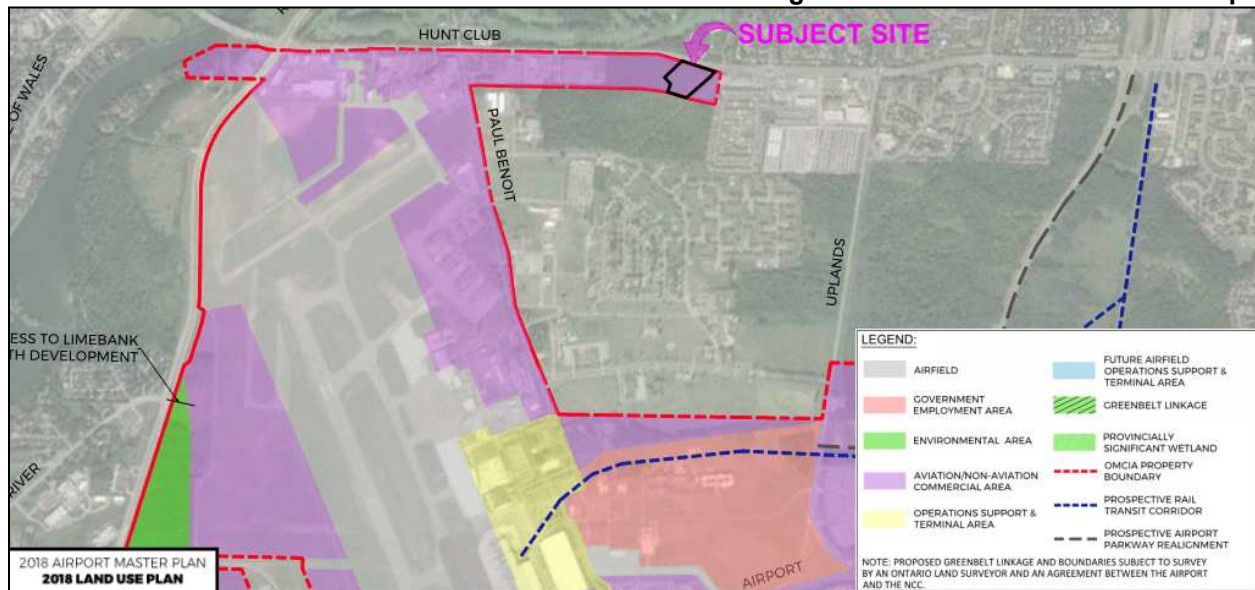 HUNT CLUB
SUBJECT SITE
OF WALES
PAUL BENOIT
UPLANDS
ESS TO LIMEBANK
TH DEVELOPMENT
RIVER
AIRPORT
2018 AIRPORT MASTER PLAN
2018 LAND USE PLAN
LEGEND:
AIRFIELD
GOVERNMENT
EMPLOYMENT AREA
ENVIRONMENTAL AREA
AVIATION/NON-AVIATION
COMMERCIAL AREA
OPERATIONS SUPPORT &
TERMINAL AREA
FUTURE AIRFIELD
OPERATIONS SUPPORT &
TERMINAL AREA
GREENBELT LINKAGE
PROVINCIALLY
SIGNIFICANT WETLAND
OMCIA PROPERTY
BOUNDARY
PROSPECTIVE RAIL
TRANSIT CORRIDOR
PROSPECTIVE AIRPORT
PARKWAY REALIGNMENT
NOTE: PROPOSED GREENBELT LINKAGE AND BOUNDARIES SUBJECT TO SURVEY
BY AN ONTARIO LAND SURVEYOR AND AN AGREEMENT BETWEEN THE AIRPORT
AND THE NCC.